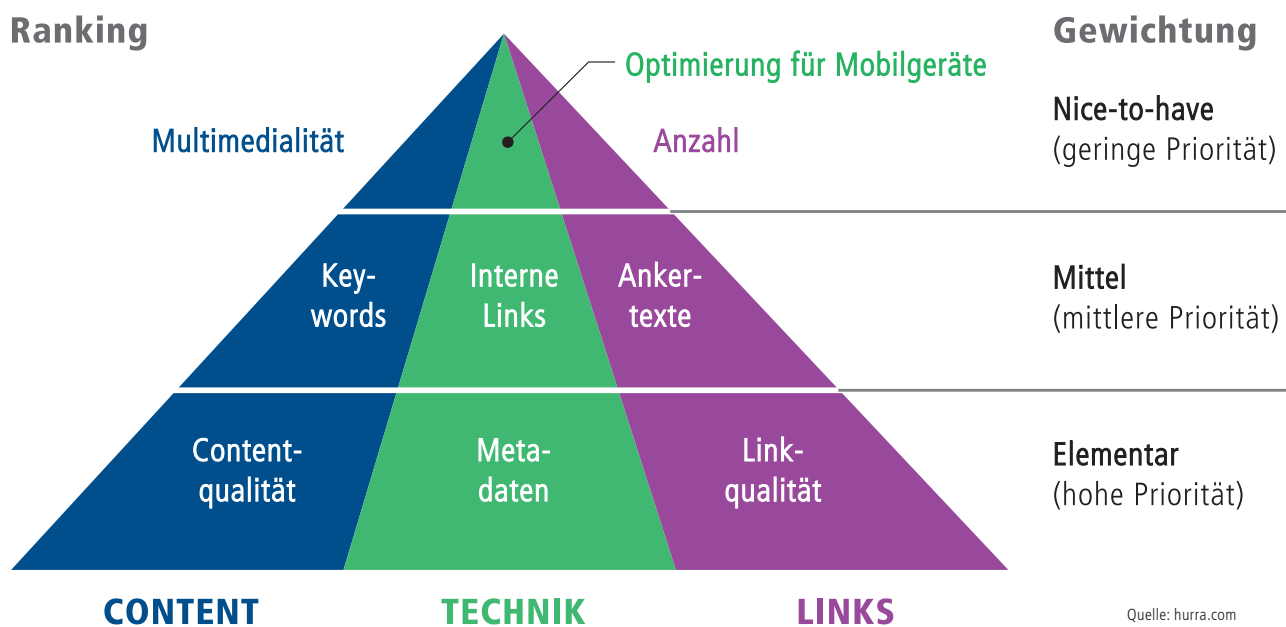 Ranking
Gewichtung
Optimierung für Mobilgeräte
Multimedialität
Anzahl
Nice-to-have
(geringe Priorität)
Key-
words
Interne
Links
Anker-
texte
Mittel
(mittlere Priorität)
Content-
qualität
Meta-
daten
Link-
qualität
Elementar
(hohe Priorität)
CONTENT
TECHNIK
LINKS
Quelle: hurra.com